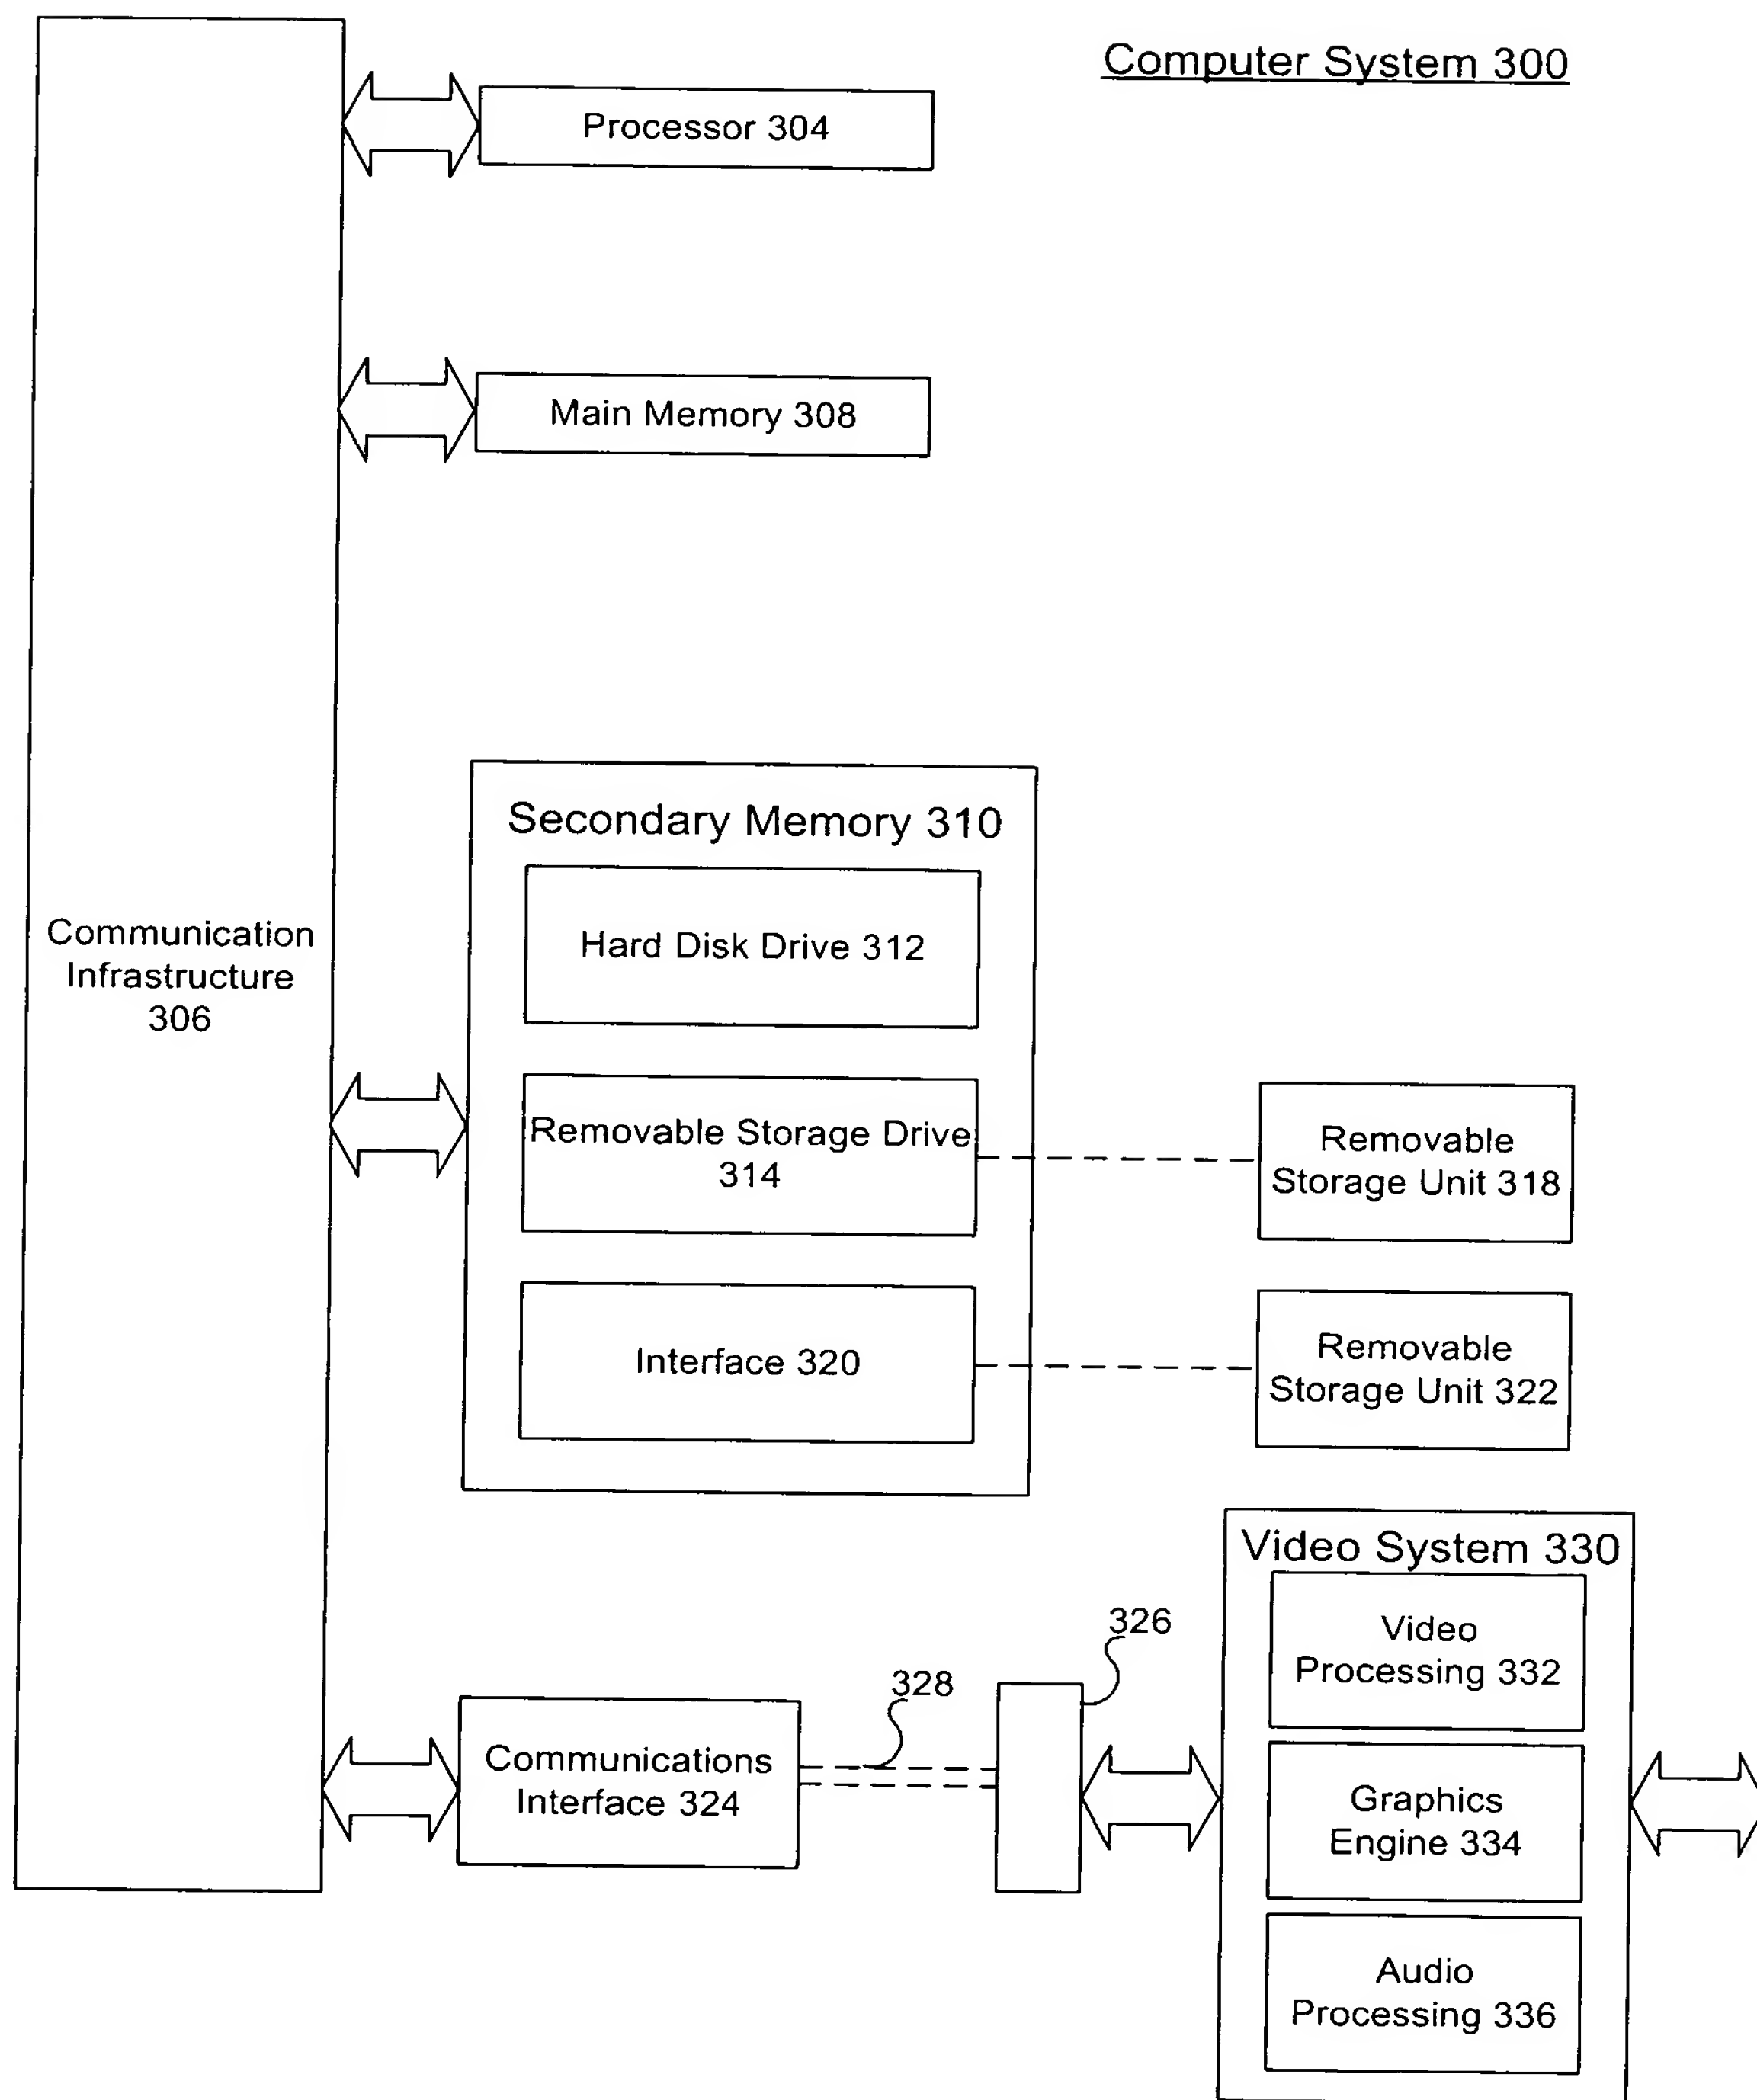 Computer System 300
Processor 304
Main Memory 308
Secondary Memory 310
Hard Disk Drive 312
Communication
Infrastructure
306
Removable Storage Drive
314
Removable
Storage Unit 318
Interface 320
Removable
Storage Unit 322
Video System 330
Video
Processing 332
326
328
Communications
Interface 324
Graphics
Engine 334
Audio
Processing 336